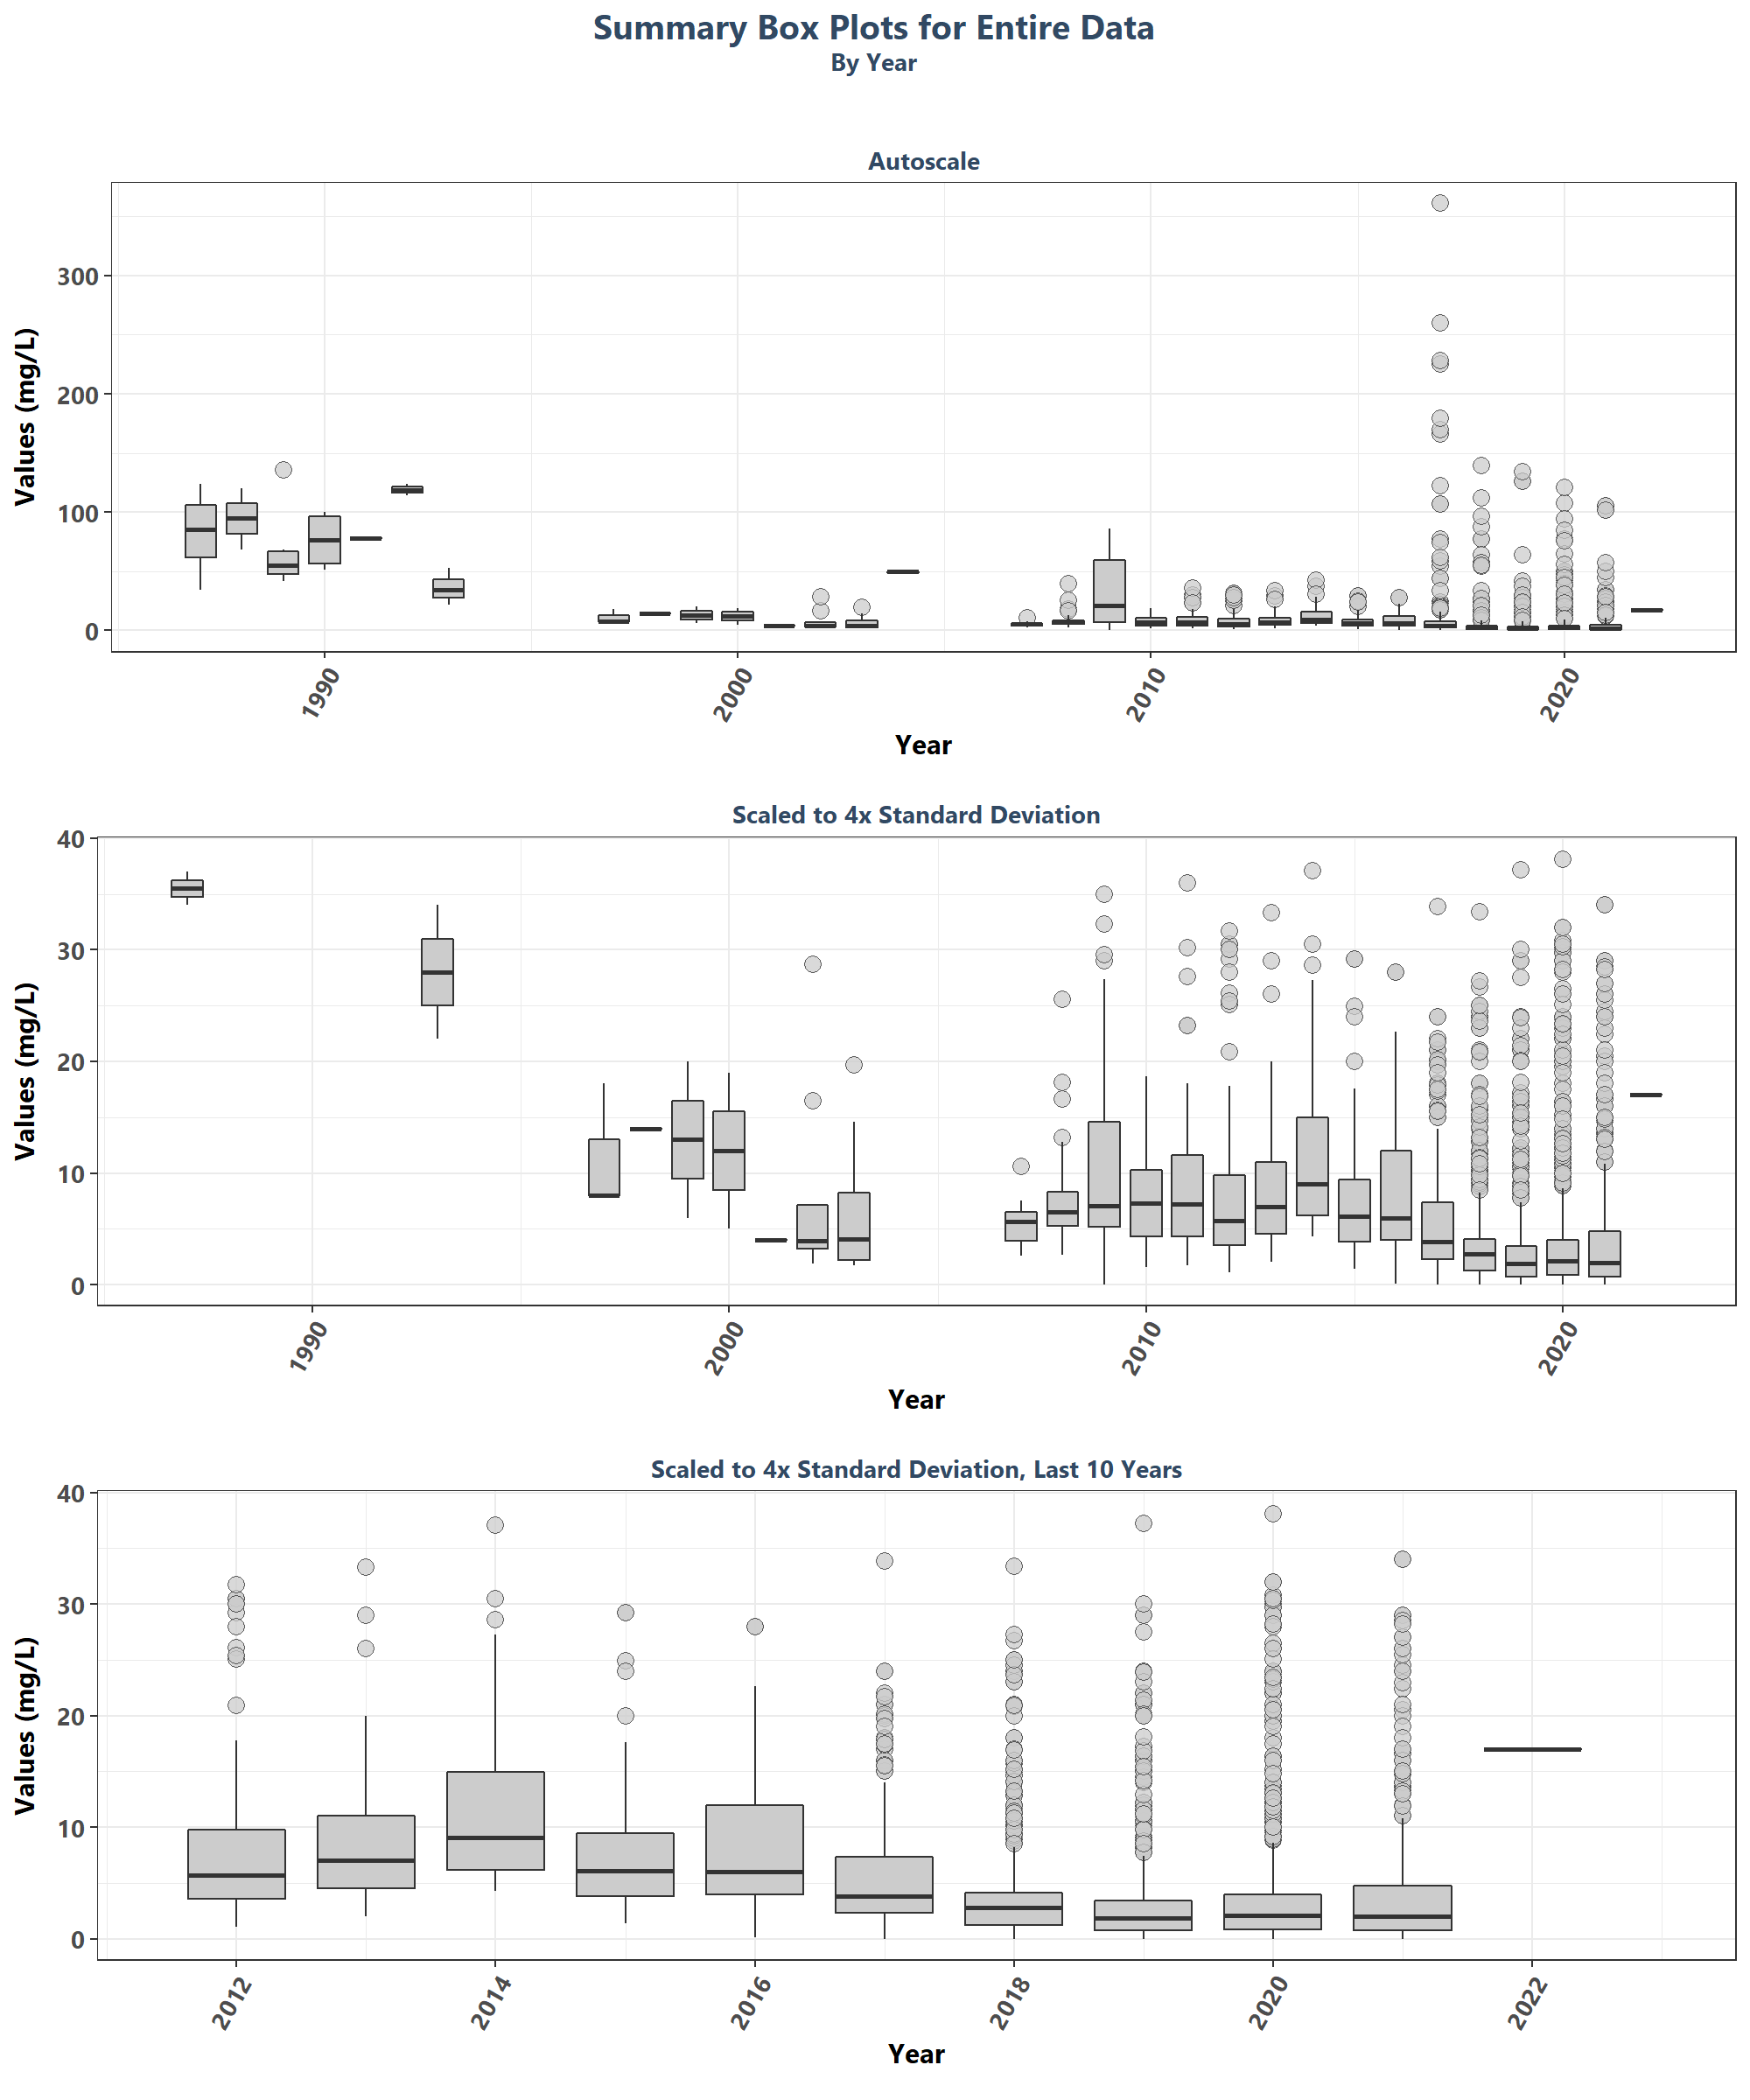 Summary Box Plots for Entire Data
By Year
Autoscale
Values (mg/L)
300
200
100
0
1990
2000
2010
2020
Year
Scaled to 4x Standard Deviation
Values (mg/L)
40
30
20
10
0
1990
2000
2010
2020
Year
Scaled to 4x Standard Deviation, Last 10 Years
Values (mg/L)
40
30
20
10
0
2012
2014
2016
2018
2020
2022
Year